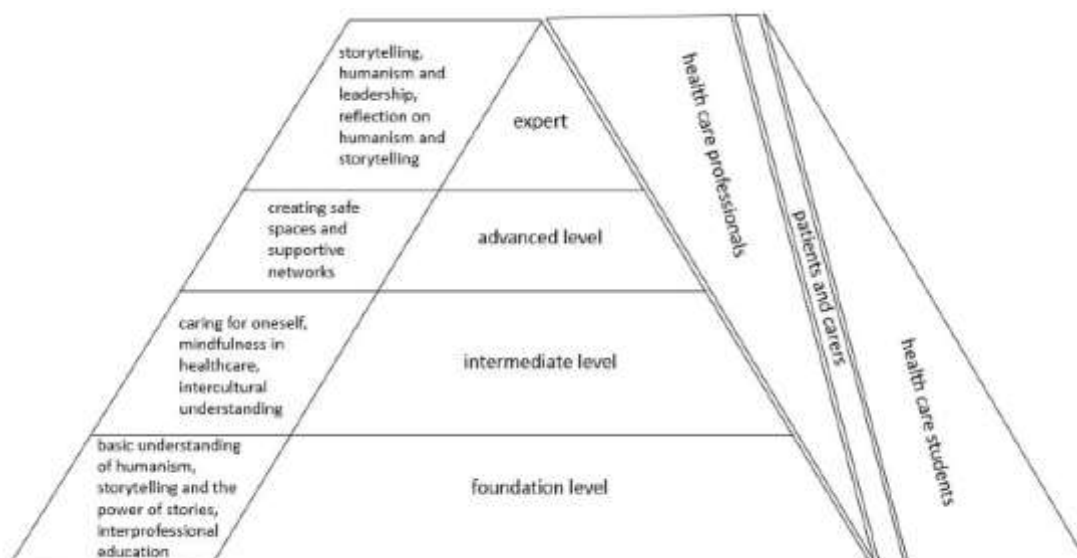 storytelling,
humanism and
leadership,
reflection on
humanism and
storytelling
expert
creating safe
spaces and
supportive
networks
advanced level
caring for oneself,
mindfulness in
healthcare,
intercultural
understanding
intermediate level
basic understanding
of humanism,
storytelling and the
power of stories,
interprofessional
education
foundation level
health care professionals
patients and carers
health care students